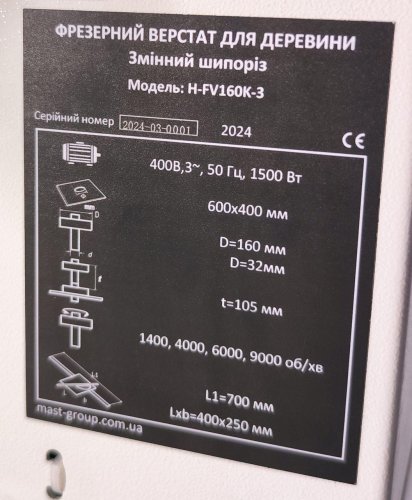 ФРЕЗЕРНИЙ ВЕРСТАТ ДЛЯ ДЕРЕВИНИ
Змінний шипоріз
Модель: H-FV160K-3
Серійний номер 2024-03-0001 2024
CE
400В,3~, 50 Гц, 1500 Вт
mm
600x400 мм
D
D=160 мм
d
D=32мм
t
t=105 мм
1400, 4000, 6000, 9000 об/хв
L1
L1=700 мм
L b
Lxb=400x250 мм
mast-group.com.ua